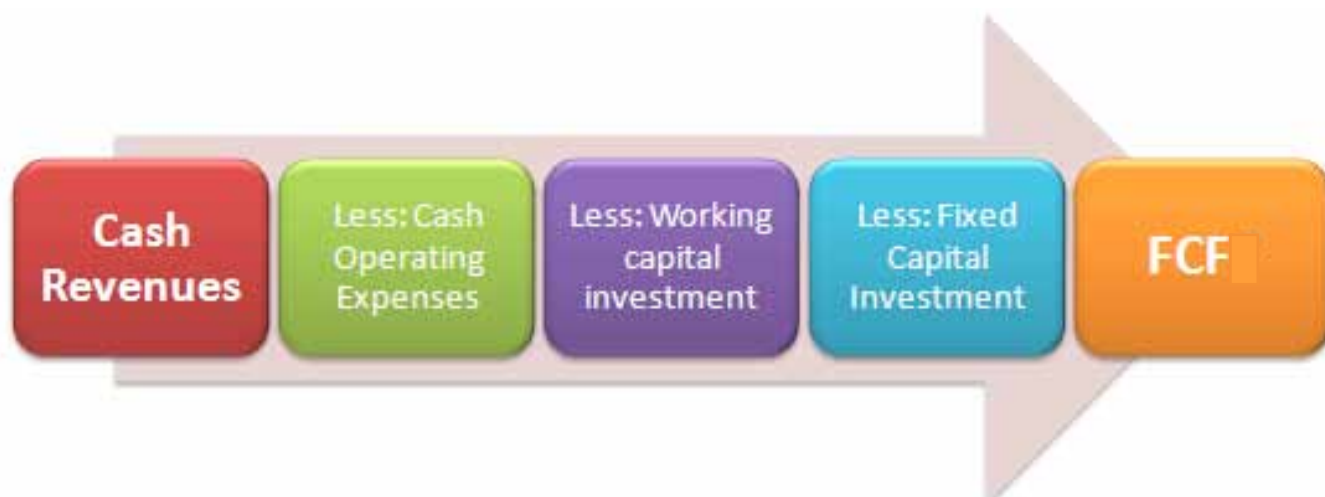 Cash
Revenues
Less: Cash
Operating
Expenses
Less: Working
capital
investment
Less: Fixed
Capital
Investment
FCF